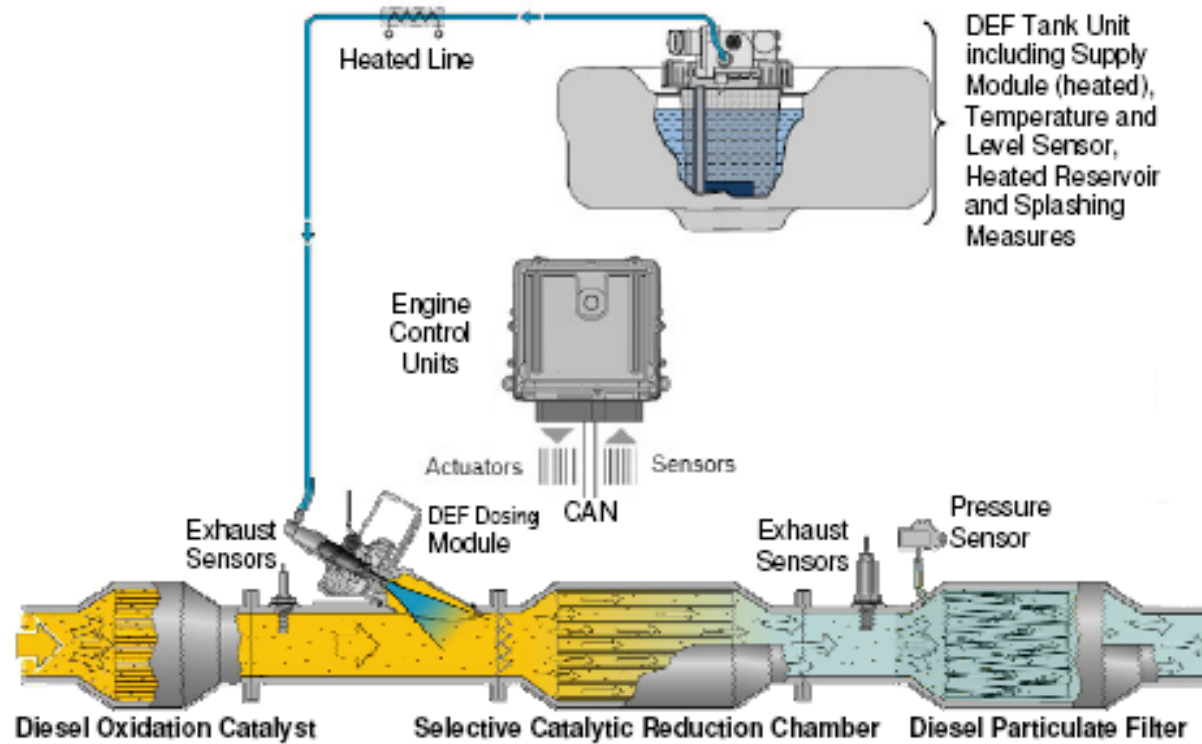 Heated Line
DEF Tank Unit
including Supply
Module (heated),
Temperature and
Level Sensor,
Heated Reservoir
and Splashing
Measures
Engine
Control
Units
Actuators
Sensors
CAN
Exhaust
Sensors
DEF Dosing
Module
Exhaust
Sensors
Pressure
Sensor
Diesel Oxidation Catalyst
Selective Catalytic Reduction Chamber
Diesel Particulate Filter